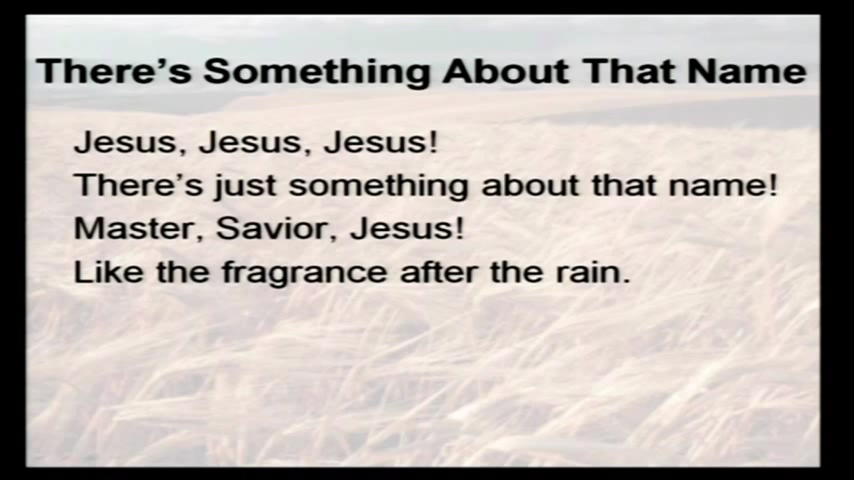 There's Something About That Name
Jesus, Jesus, Jesus!
There's just something about that name!
Master, Savior, Jesus!
Like the fragrance after the rain.